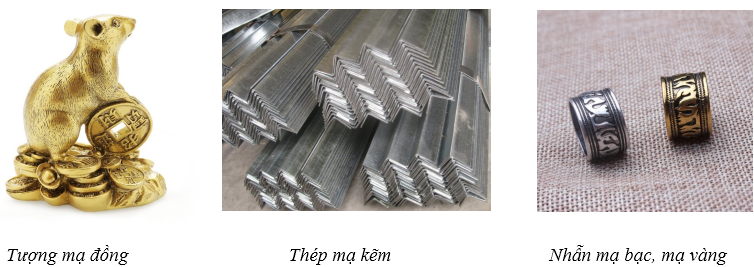 Tượng mạ đồng
Thép mạ kẽm
Nhẫn mạ bạc, mạ vàng